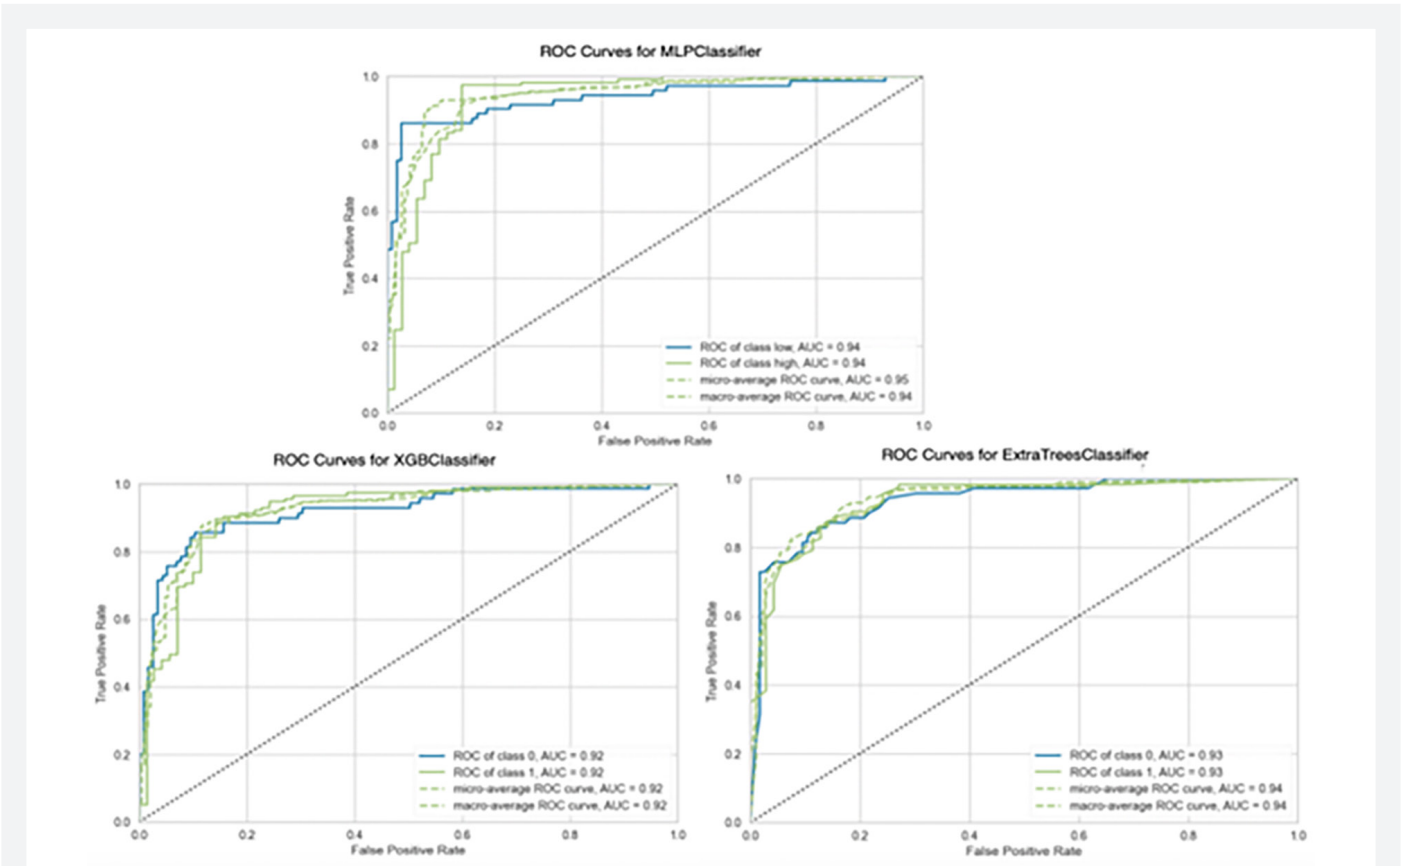 ROC Curves for MLPClassifier
1.0
0.8
0.6
0.4
0.2
0.0
True Positive Rate
ROC of class low, AUC = 0.94
ROC of class high, AUC = 0.94
micro-average ROC curve, AUC = 0.95
macro-average ROC curve, AUC = 0.94
0.0 0.2 0.4 0.6 0.8 1.0
False Positive Rate
ROC Curves for XGBClassifier
1.0
0.8
0.6
0.4
0.2
0.0
True Positive Rate
ROC of class 0, AUC = 0.92
ROC of class 1, AUC = 0.92
micro-average ROC curve, AUC = 0.92
macro-average ROC curve, AUC = 0.92
0.0 0.2 0.4 0.6 0.8 1.0
False Positive Rate
ROC Curves for ExtraTreesClassifier
1.0
0.8
0.6
0.4
0.2
0.0
True Positive Rate
ROC of class 0, AUC = 0.93
ROC of class 1, AUC = 0.93
micro-average ROC curve, AUC = 0.94
macro-average ROC curve, AUC = 0.94
0.0 0.2 0.4 0.6 0.8 1.0
False Positive Rate